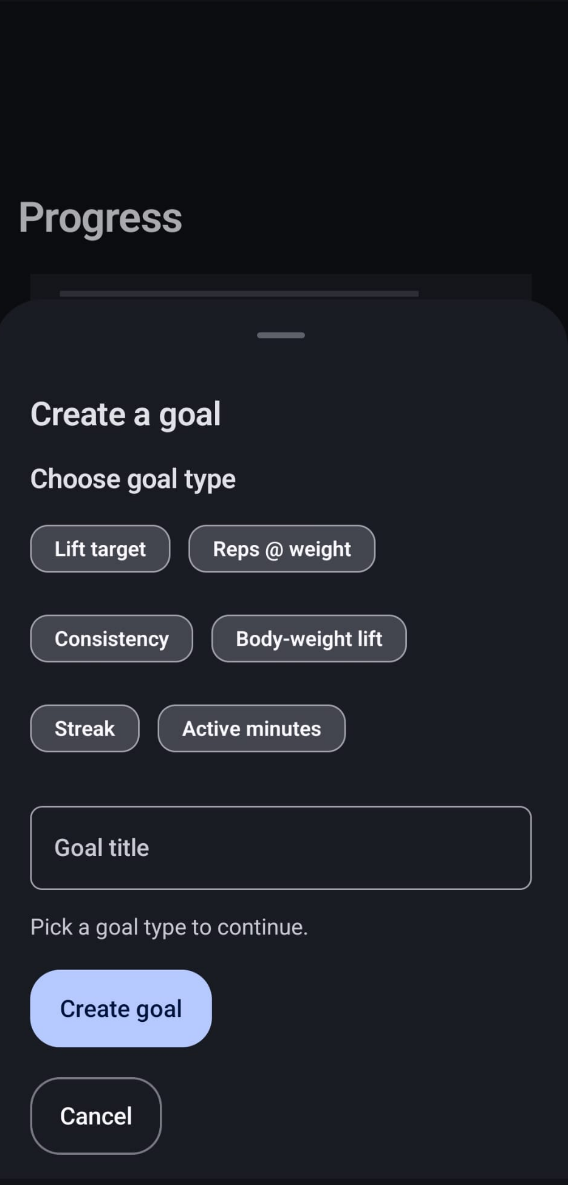 Progress
Create a goal
Choose goal type
Lift target Reps @ weight
Consistency Body-weight lift
Streak Active minutes
Goal title
Pick a goal type to continue.
Create goal
Cancel